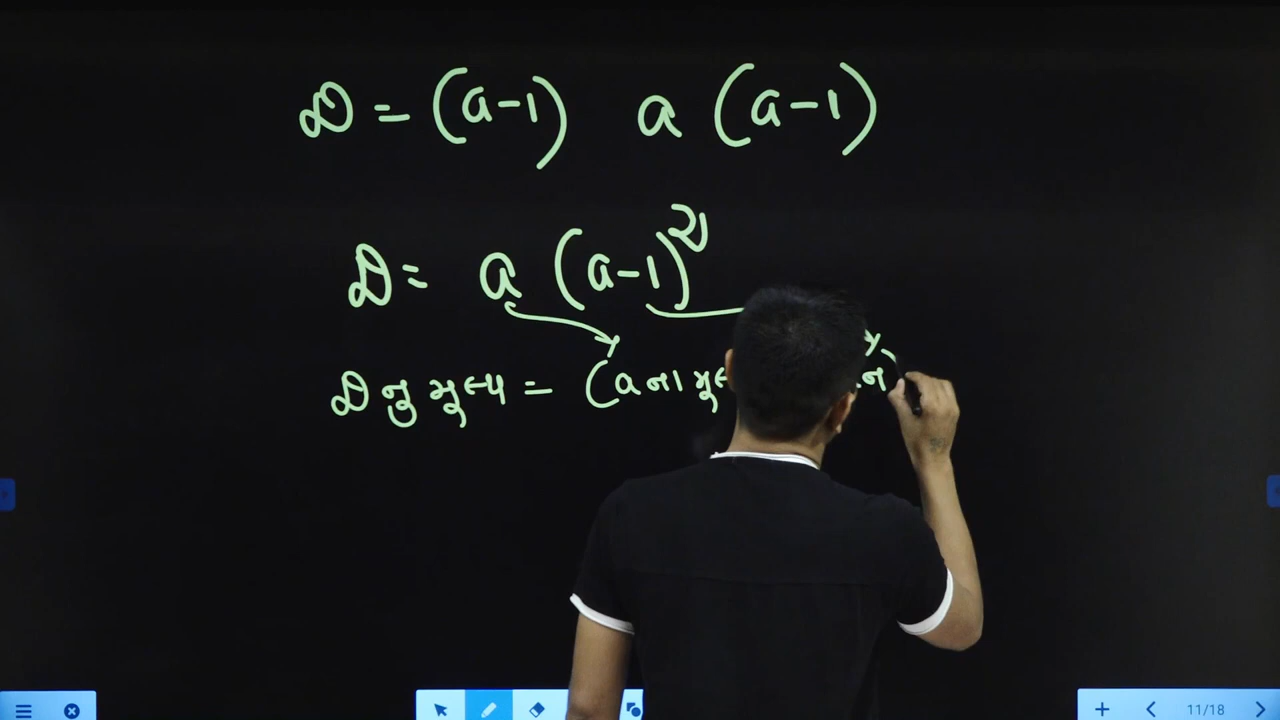 D = (a-1) a (a-1)
D = a (a-1)²
D નુ મૂલ્ય = (a ના
11/18